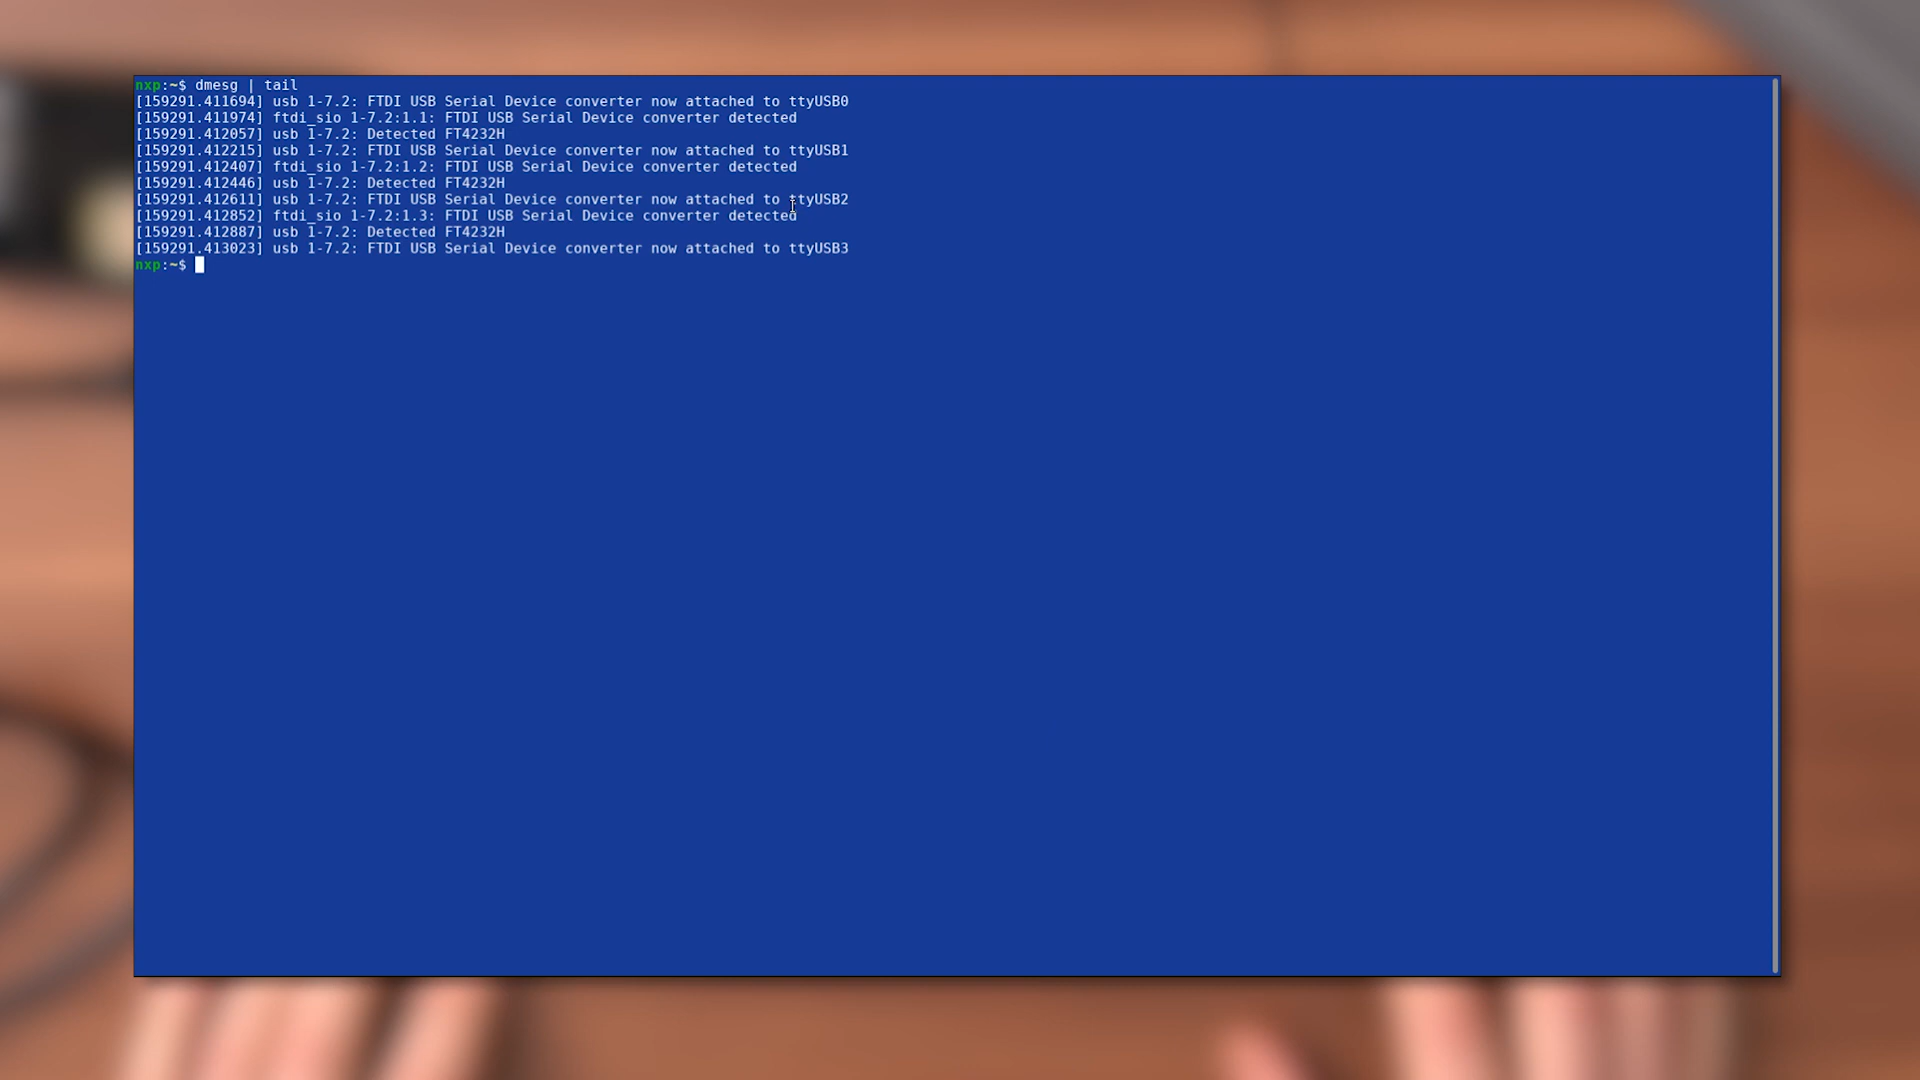 nxp:~$ dmesg | tail
[159291.411694] usb 1-7.2: FTDI USB Serial Device converter now attached to ttyUSB0
[159291.411974] ftdi_sio 1-7.2:1.1: FTDI USB Serial Device converter detected
[159291.412057] usb 1-7.2: Detected FT4232H
[159291.412215] usb 1-7.2: FTDI USB Serial Device converter now attached to ttyUSB1
[159291.412407] ftdi_sio 1-7.2:1.2: FTDI USB Serial Device converter detected
[159291.412446] usb 1-7.2: Detected FT4232H
[159291.412611] usb 1-7.2: FTDI USB Serial Device converter now attached to ttyUSB2
[159291.412852] ftdi_sio 1-7.2:1.3: FTDI USB Serial Device converter detected
[159291.412887] usb 1-7.2: Detected FT4232H
[159291.413023] usb 1-7.2: FTDI USB Serial Device converter now attached to ttyUSB3
nxp:~$